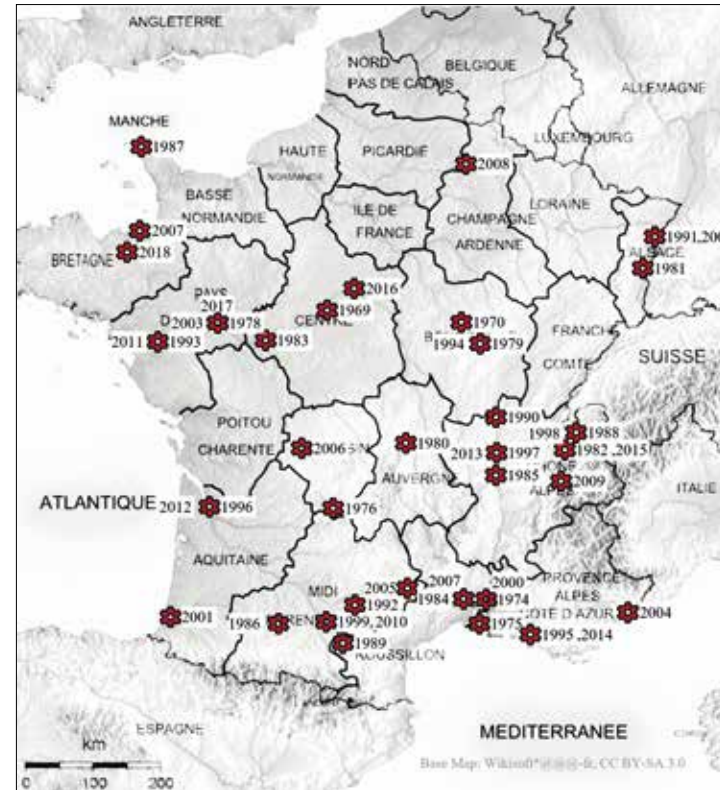 ANGLETERRE
NORD
PAS DE CALAIS
BELGIQUE
ALLEMAGNE
MANCHE
1987
LUXEMBOURG
HAUTE
NORMANDIE
PICARDIE
2008
BASSE
NORMANDIE
ILE DE
FRANCE
CHAMPAGNE
ARDENNE
LORAINE
2007
1991,200
ALSACE
BRETAGNE
2018
1981
2016
PAYS
2017
1969
CENTRE
2003
1978
1970
FRANCHE
COMTE
2011
1993
1983
1994
1979
SUISSE
POITOU
CHARENTE
1990
1998
1988
2006
1980
2013
1997
1982 ,2015
AUVERGN
1985
ALPES
2009
ITALIE
ATLANTIQUE
2012
1996
1976
AQUITAINE
MIDI
2005
2007
2000
PROVENCE
ALPES
1984
1974
COTE D'AZUR
2004
1992
2001
1986
1999, 2010
1975
1995 ,2014
1989
ROUSSILLON
ESPAGNE
MEDITERRANEE
km
0
100
200
Base Map:
CC BY-SA 3.0